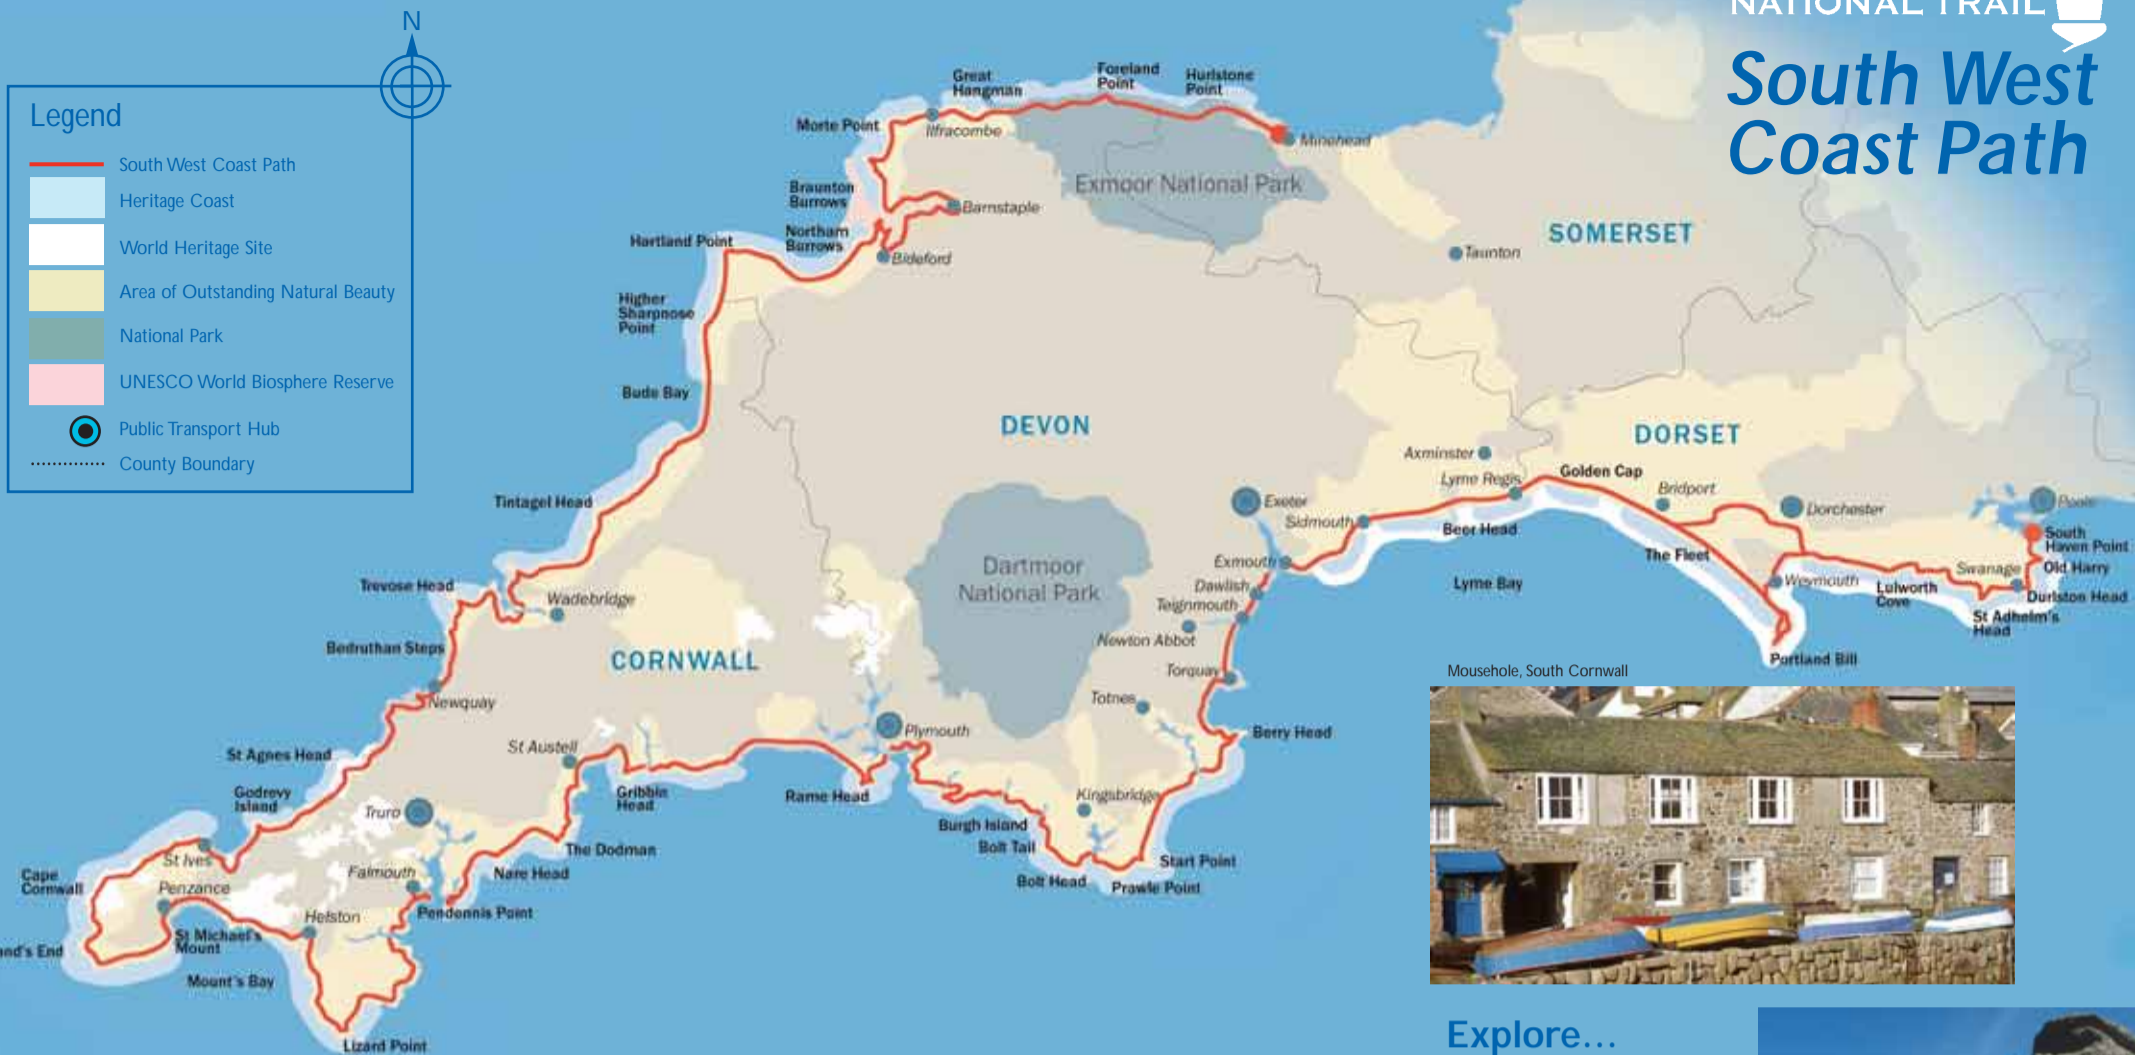 NATIONAL TRAIL
South West
Coast Path
N
Legend
South West Coast Path
Heritage Coast
World Heritage Site
Area of Outstanding Natural Beauty
National Park
UNESCO World Biosphere Reserve
Public Transport Hub
County Boundary
Great
Hangman
Foreland
Point
Hurlstone
Point
Morte Point
Ilfracombe
Minehead
Exmoor National Park
Braunton
Burrows
Barnstaple
Northam
Burrows
Bideford
Hartland Point
SOMERSET
Taunton
Higher
Sharpnose
Point
Bude Bay
DEVON
DORSET
Axminster
Lyme Regis
Golden Cap
Bridport
Dorchester
Poole
Tintagel Head
Exeter
Sidmouth
Beer Head
South
Haven Point
The Fleet
Exmouth
Dartmoor
National Park
Dawlish
Teignmouth
Lyme Bay
Weymouth
Lulworth
Cove
Swanage
Old Harry
Durlston Head
St Adhelm's
Head
Portland Bill
Trevose Head
Wadebridge
Newton Abbot
Bedruthan Steps
CORNWALL
Torquay
Totnes
Newquay
St Austell
Plymouth
Berry Head
St Agnes Head
Godrevy
Island
Truro
Gribbin
Head
Rame Head
Kingsbridge
Burgh Island
Bolt Tail
The Dodman
Start Point
Bolt Head
Prawle Point
St Ives
Cape
Cornwall
Penzance
Falmouth
Nare Head
Helston
Pendennis Point
and's End
St Michael's
Mount
Mount's Bay
Lizard Point
Mousehole, South Cornwall
Explore...